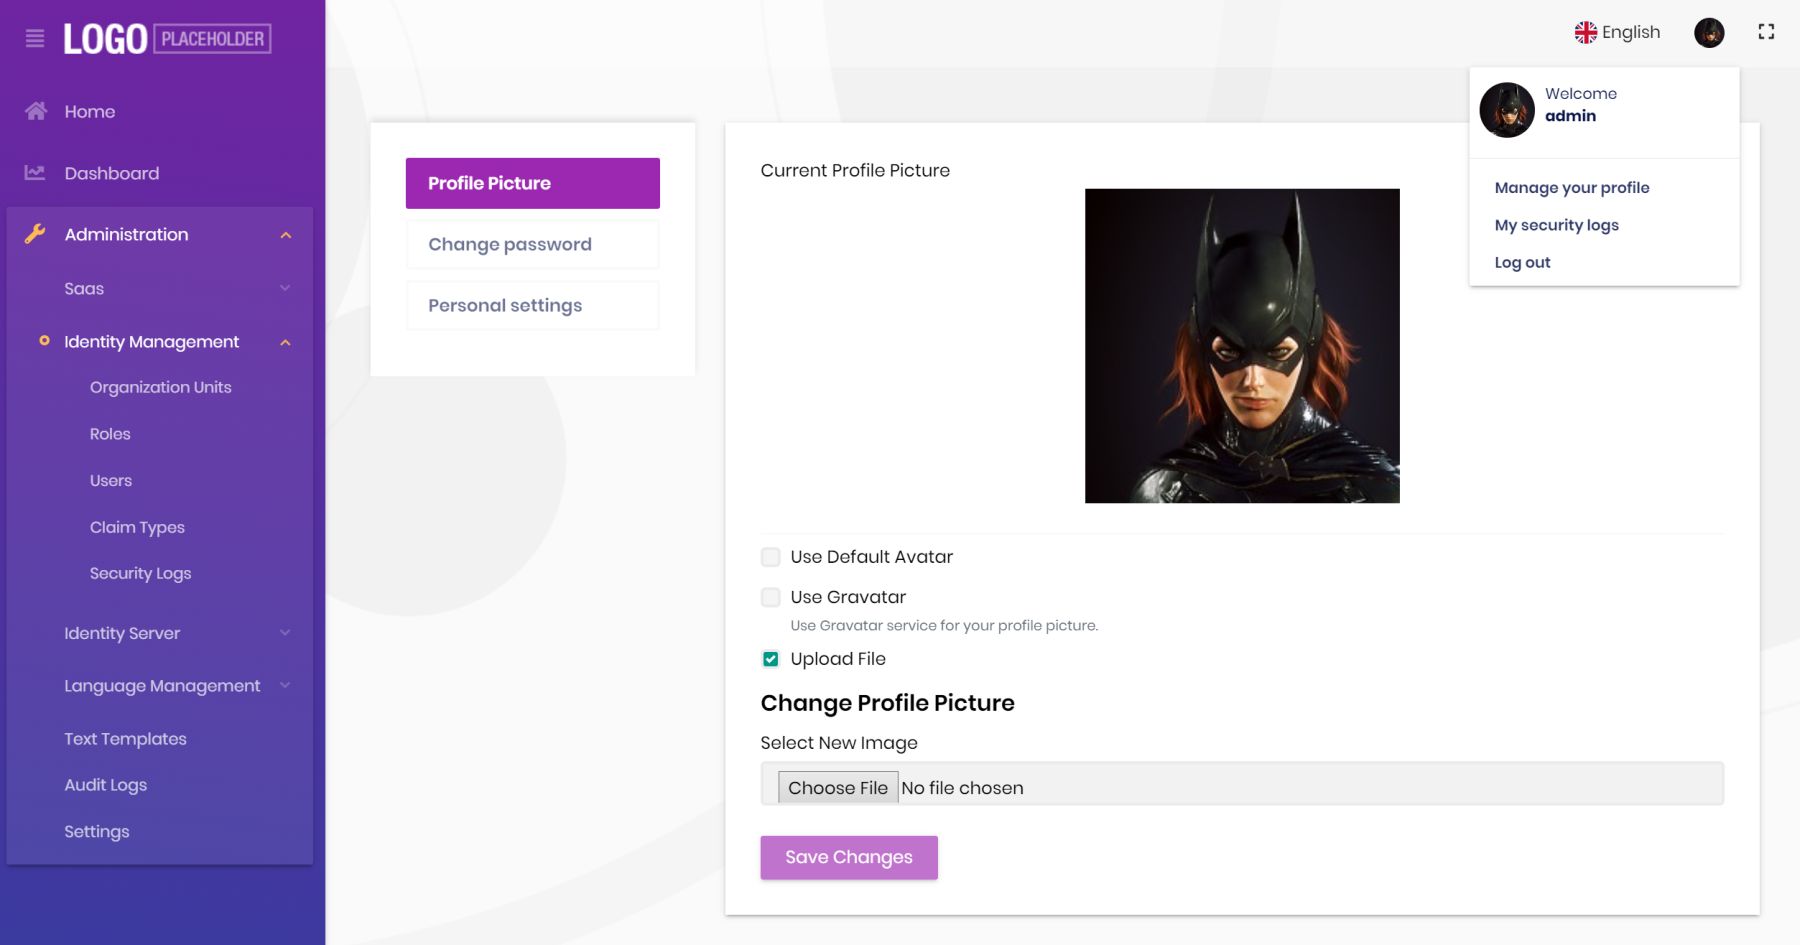 LOGO PLACEHOLDER
English
Home
Dashboard
Administration
Saas
Identity Management
Organization Units
Roles
Users
Claim Types
Security Logs
Identity Server
Language Management
Text Templates
Audit Logs
Settings
Profile Picture
Change password
Personal settings
Current Profile Picture
Welcome
admin
Manage your profile
My security logs
Log out
Use Default Avatar
Use Gravatar
Use Gravatar service for your profile picture.
Upload File
Change Profile Picture
Select New Image
Choose File No file chosen
Save Changes